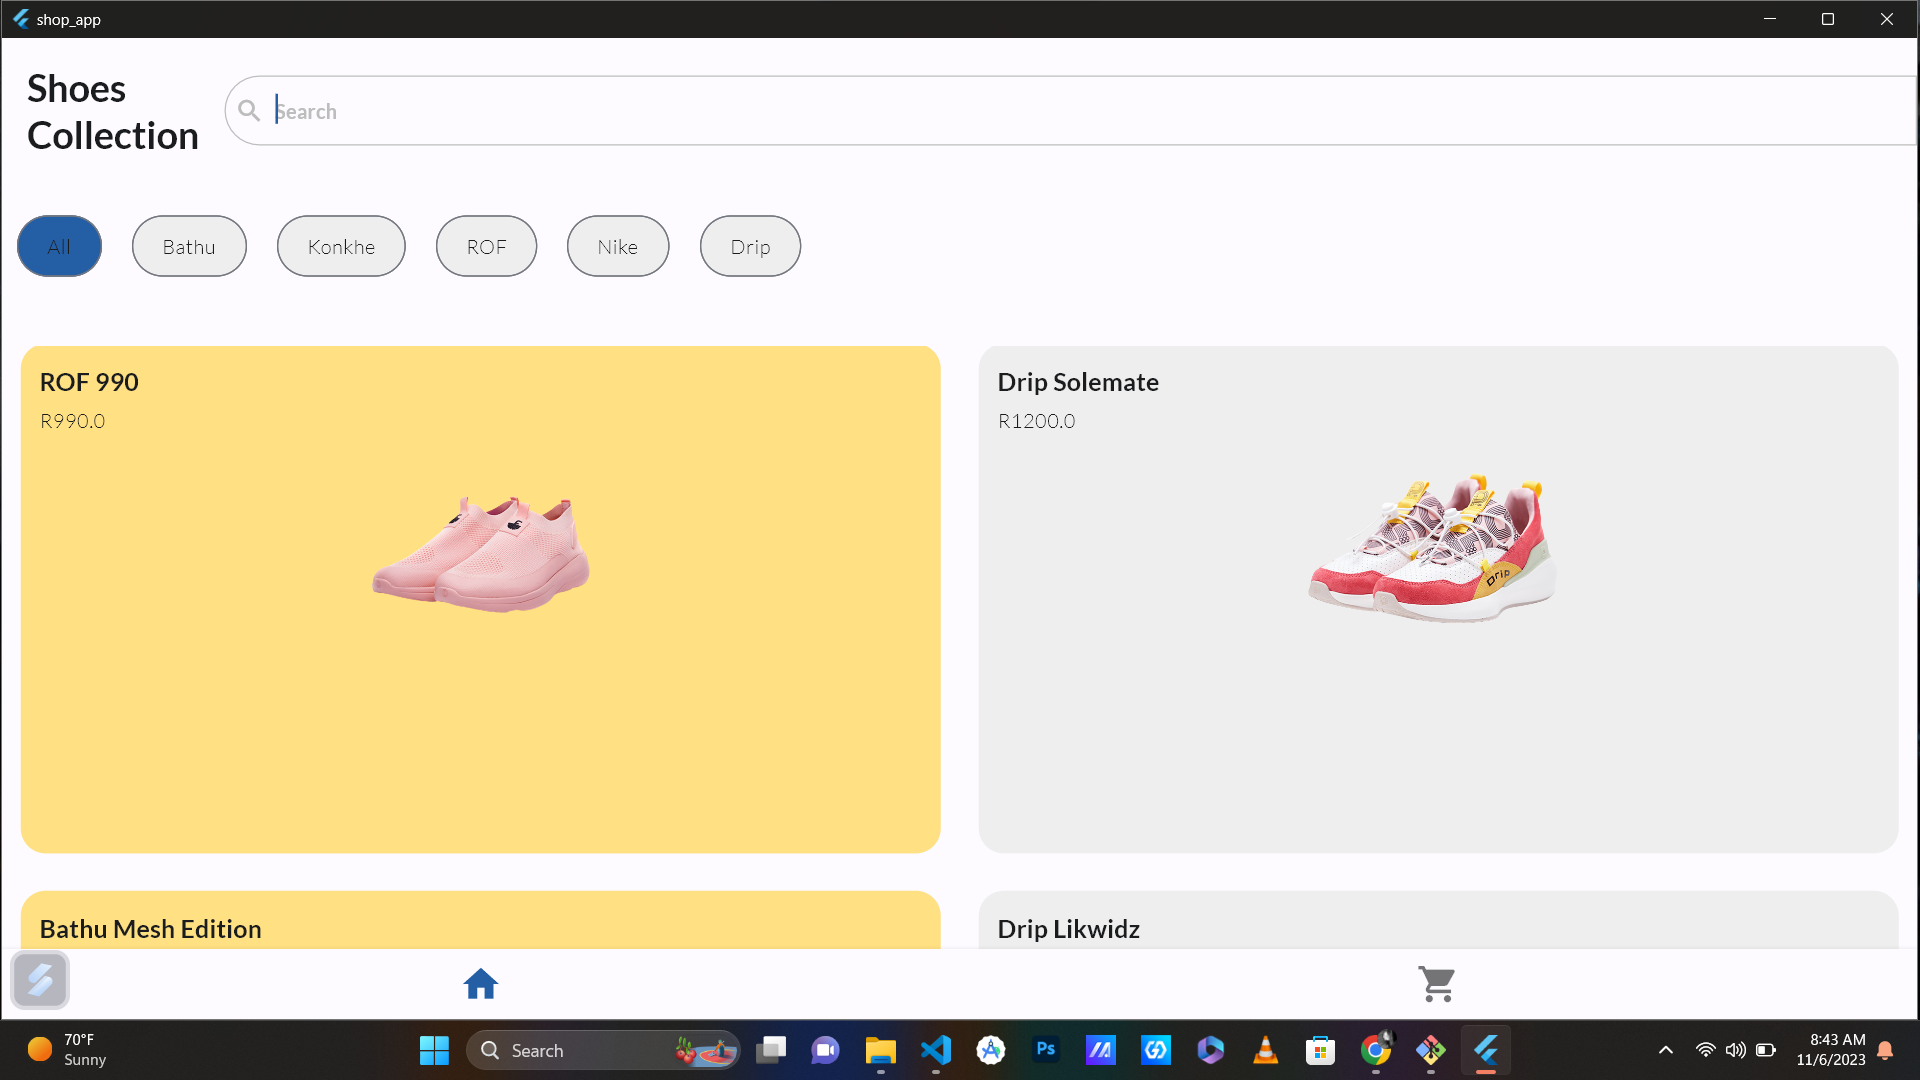 shop_app
Shoes
Collection
Search
All
Bathu
Konkhe
ROF
Nike
Drip
ROF 990
R990.0
Drip Solemate
R1200.0
Drip
Bathu Mesh Edition
Drip Likwidz
70°F
Sunny
Search
Ps
8:43 AM
11/6/2023